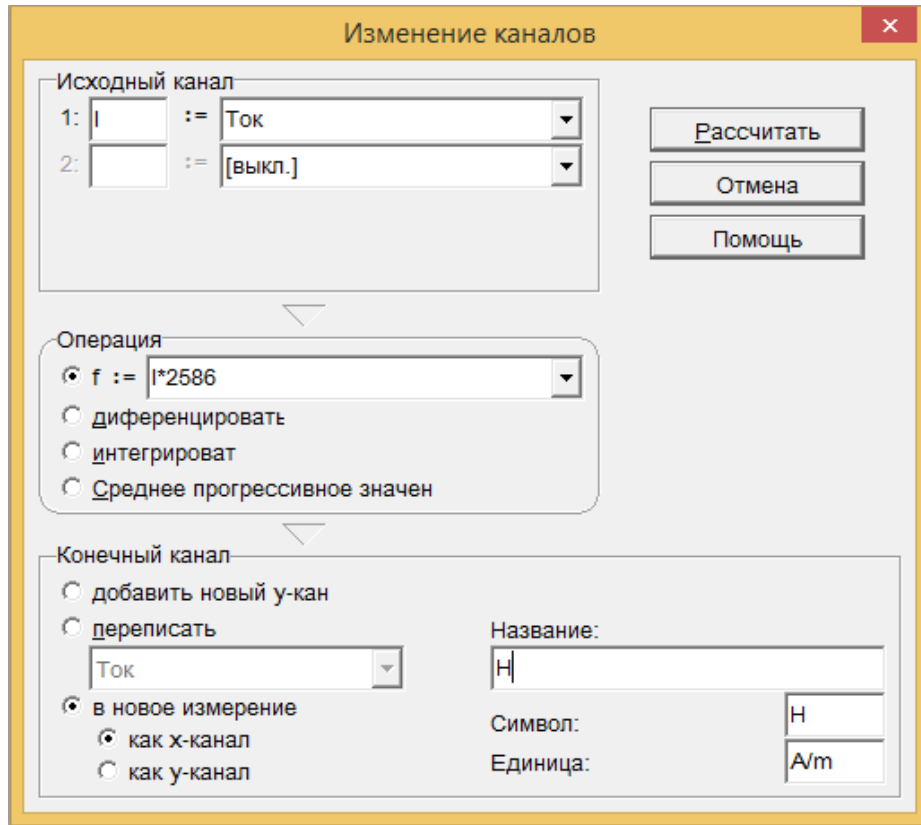 Изменение каналов
Исходный канал
1: I := Ток
2: := [выкл.]
Рассчитать
Отмена
Помощь
Операция
f := I*2586
диференцировать
интегрироват
Среднее прогрессивное значен
Конечный канал
добавить новый у-кан
переписать
Ток
в новое измерение
как х-канал
как у-канал
Название:
H
Символ: H
Единица: A/m